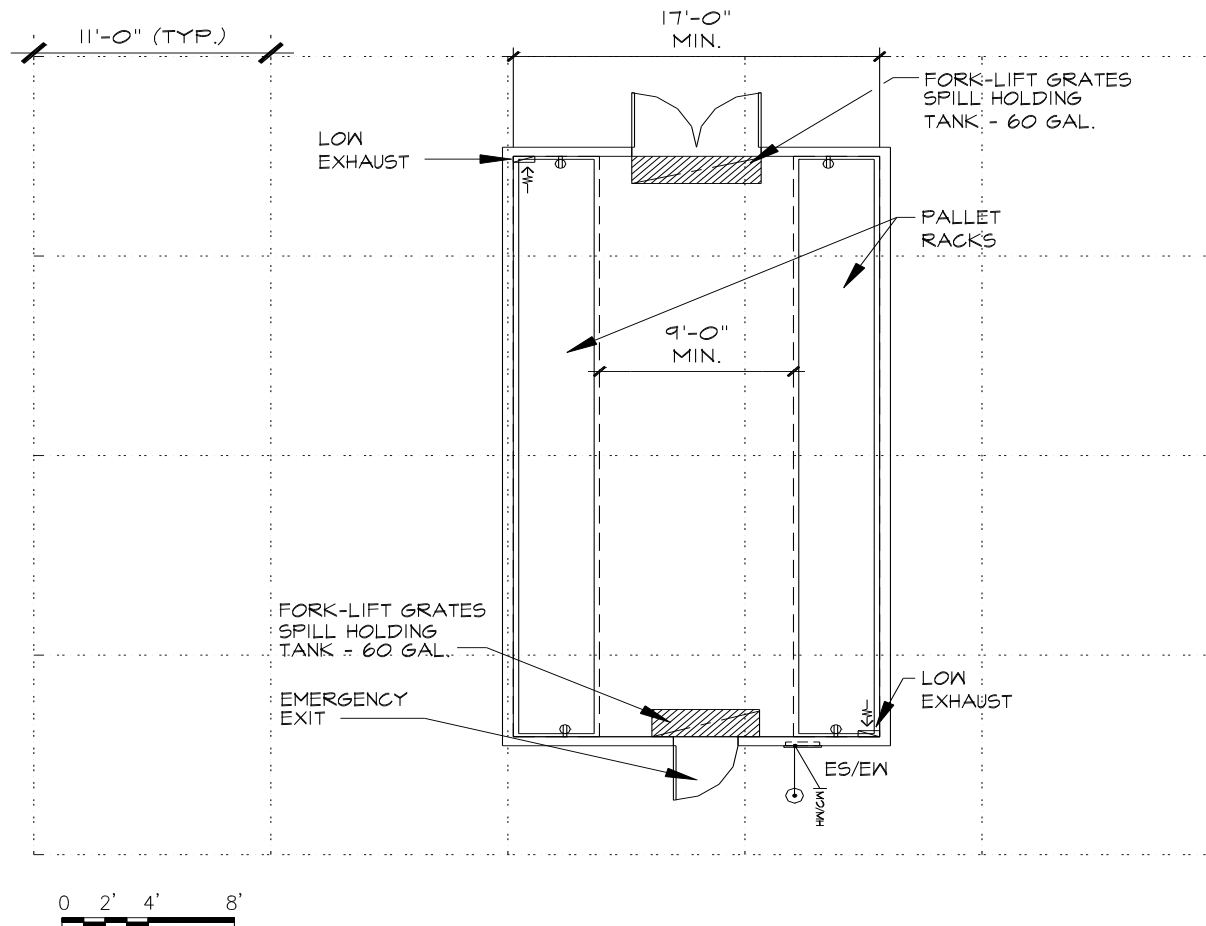 11'-0" (TYP.)
17'-0"
MIN.
FORK-LIFT GRATES
SPILL HOLDING
TANK - 60 GAL.
LOW
EXHAUST
PALLET
RACKS
9'-0"
MIN.
FORK-LIFT GRATES
SPILL HOLDING
TANK - 60 GAL.
EMERGENCY
EXIT
LOW
EXHAUST
ES/EW
HW/CW
0 2' 4' 8'